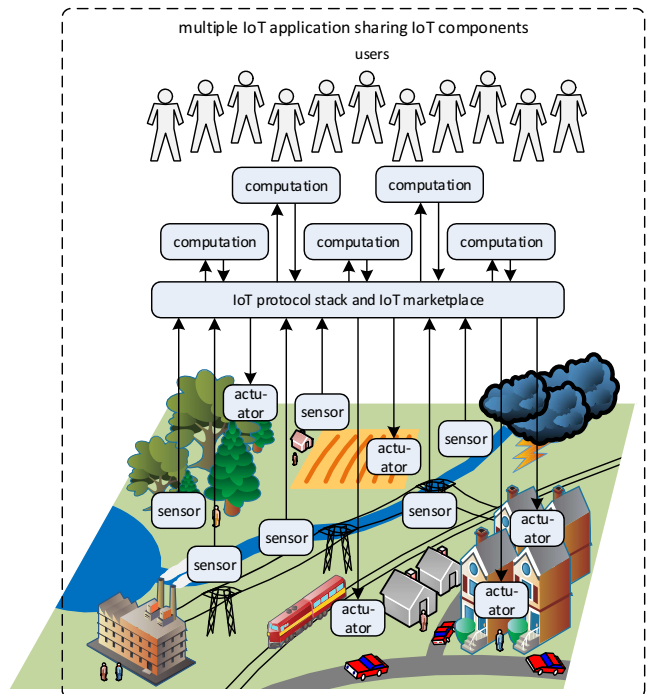 multiple IoT application sharing IoT components
users
computation
computation
computation
computation
computation
IoT protocol stack and IoT marketplace
actu-
ator
sensor
actu-
ator
sensor
sensor
sensor
sensor
actu-
ator
sensor
actu-
ator
actu-
ator